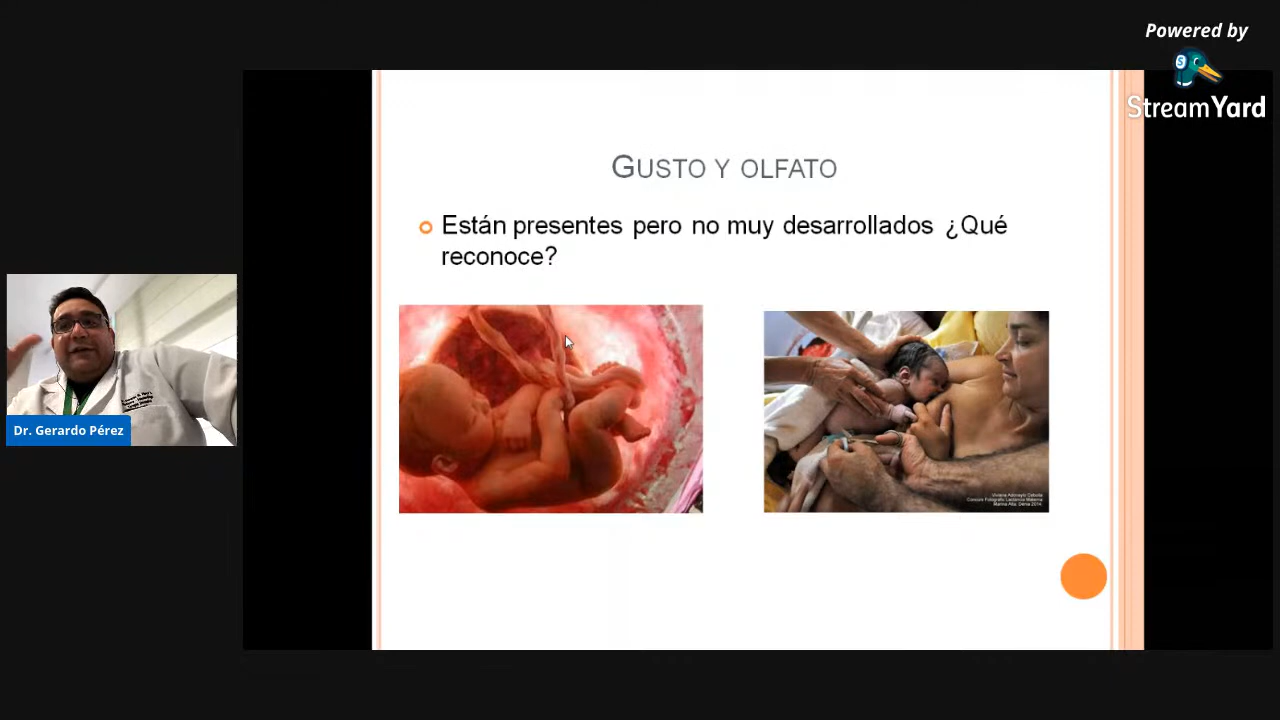 Powered by
StreamYard
GUSTO Y OLFATO
Están presentes pero no muy desarrollados ¿Qué
reconoce?
Dr. Gerardo Pérez